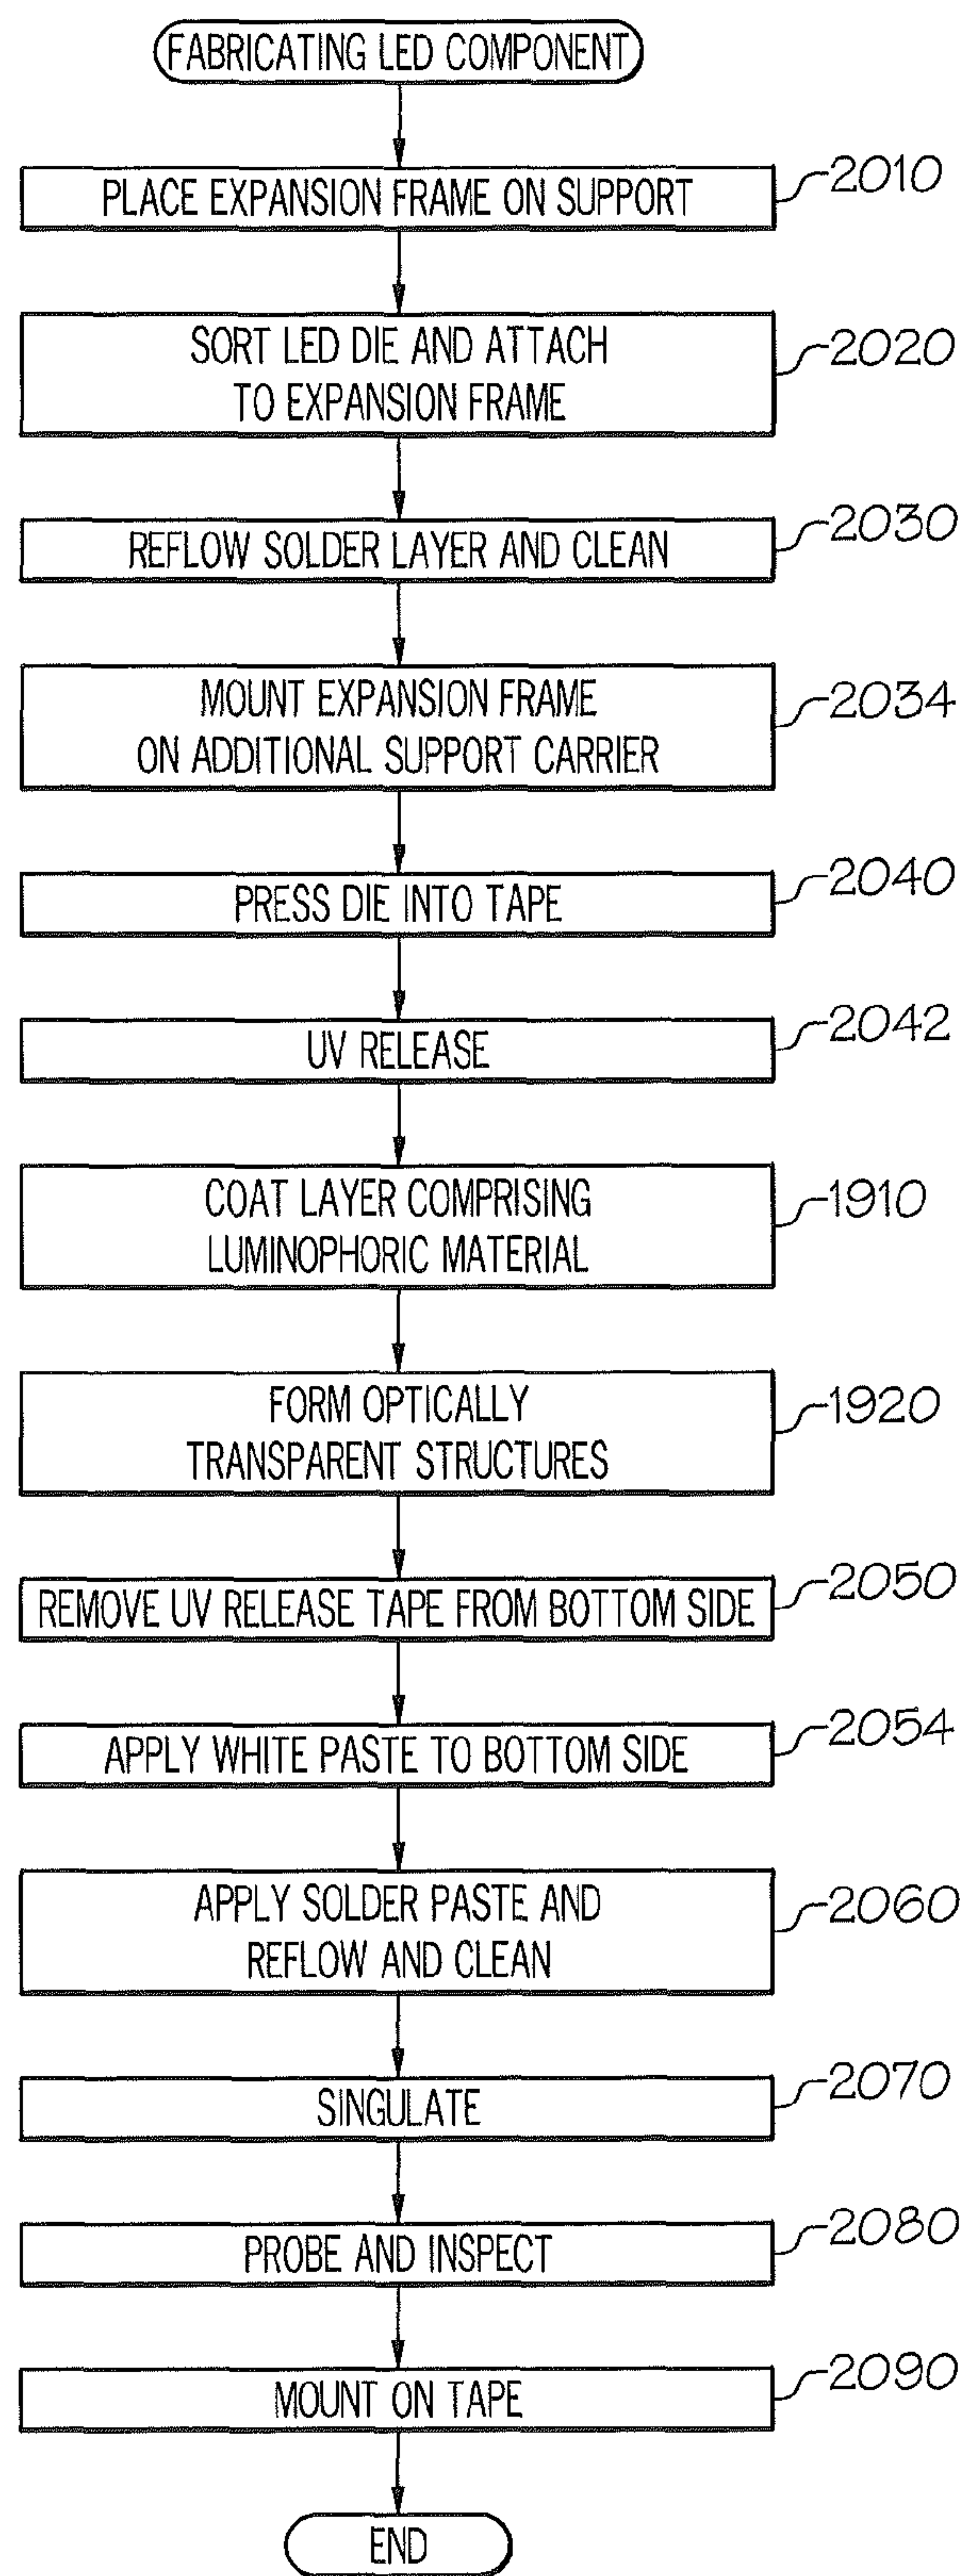 FABRICATING LED COMPONENT
PLACE EXPANSION FRAME ON SUPPORT
2010
SORT LED DIE AND ATTACH
TO EXPANSION FRAME
2020
REFLOW SOLDER LAYER AND CLEAN
2030
MOUNT EXPANSION FRAME
ON ADDITIONAL SUPPORT CARRIER
2034
PRESS DIE INTO TAPE
2040
UV RELEASE
2042
COAT LAYER COMPRISING
LUMINOPHORIC MATERIAL
1910
FORM OPTICALLY
TRANSPARENT STRUCTURES
1920
REMOVE UV RELEASE TAPE FROM BOTTOM SIDE
2050
APPLY WHITE PASTE TO BOTTOM SIDE
2054
APPLY SOLDER PASTE AND
REFLOW AND CLEAN
2060
SINGULATE
2070
PROBE AND INSPECT
2080
MOUNT ON TAPE
2090
END